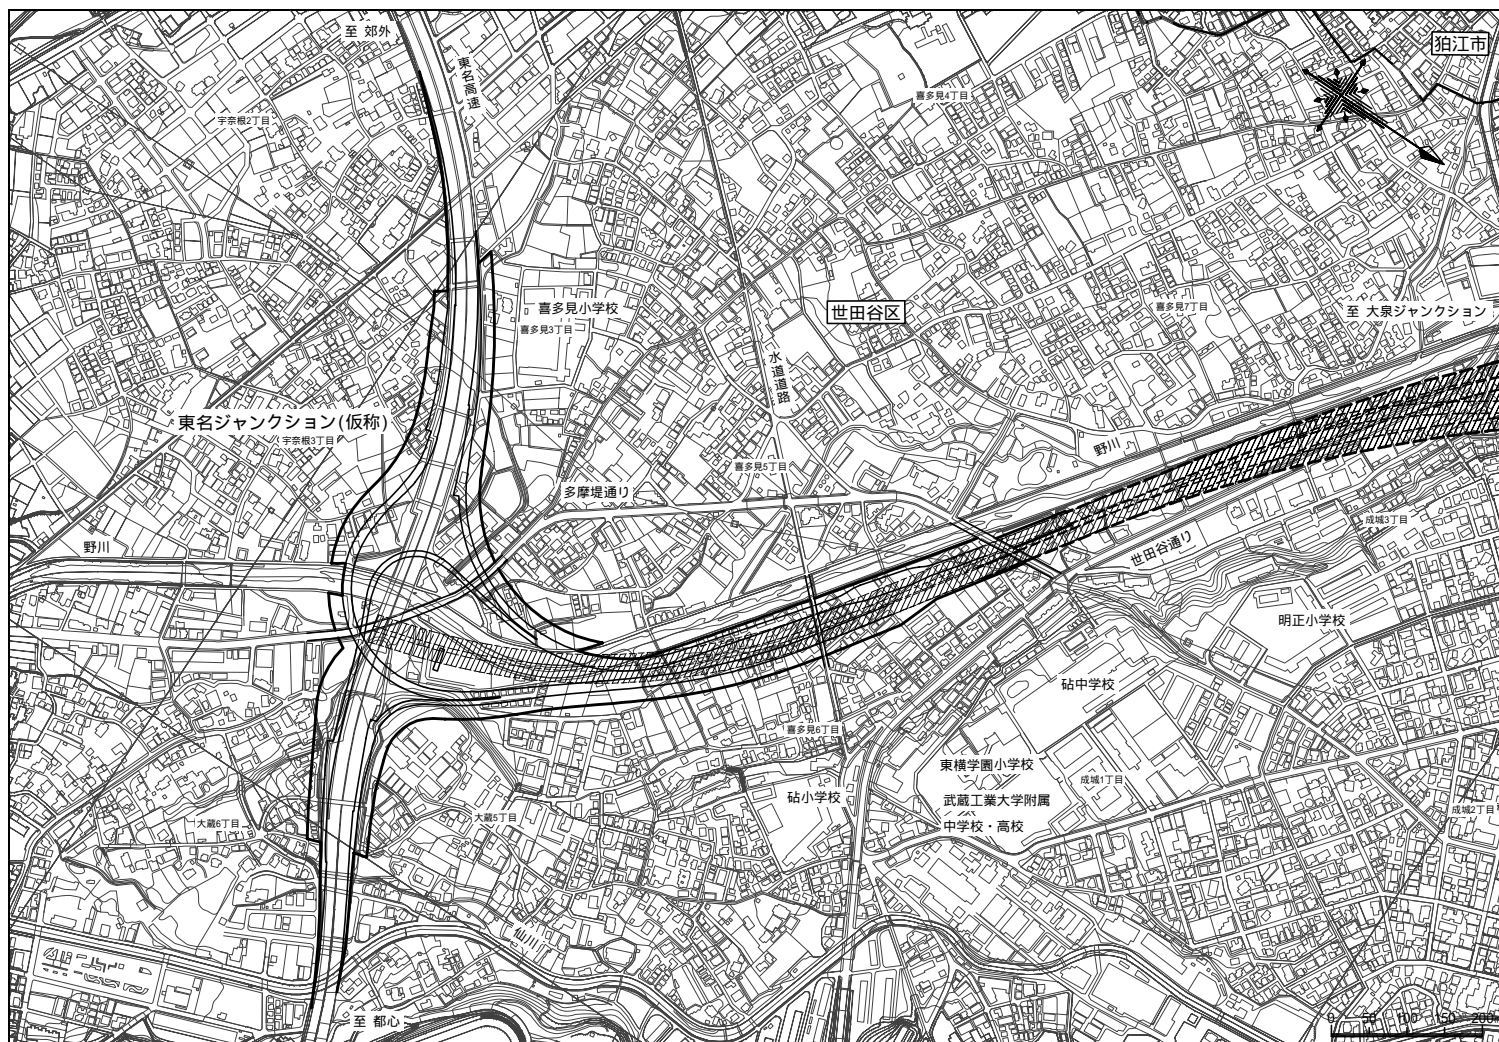 至 郊外
東名高速
狛江市
喜多見4丁目
宇奈根2丁目
喜多見小学校
喜多見3丁目
世田谷区
喜多見7丁目
至 大泉ジャンクション
水道道路
東名ジャンクション(仮称)
宇奈根3丁目
野川
喜多見5丁目
多摩堤通り
成城3丁目
野川
世田谷通り
明正小学校
砧中学校
喜多見6丁目
東横学園小学校
成城1丁目
砧小学校
武蔵工業大学附属
中学校・高校
成城2丁目
大蔵6丁目
大蔵5丁目
仙川
至 都心
0 50 100 150 200m